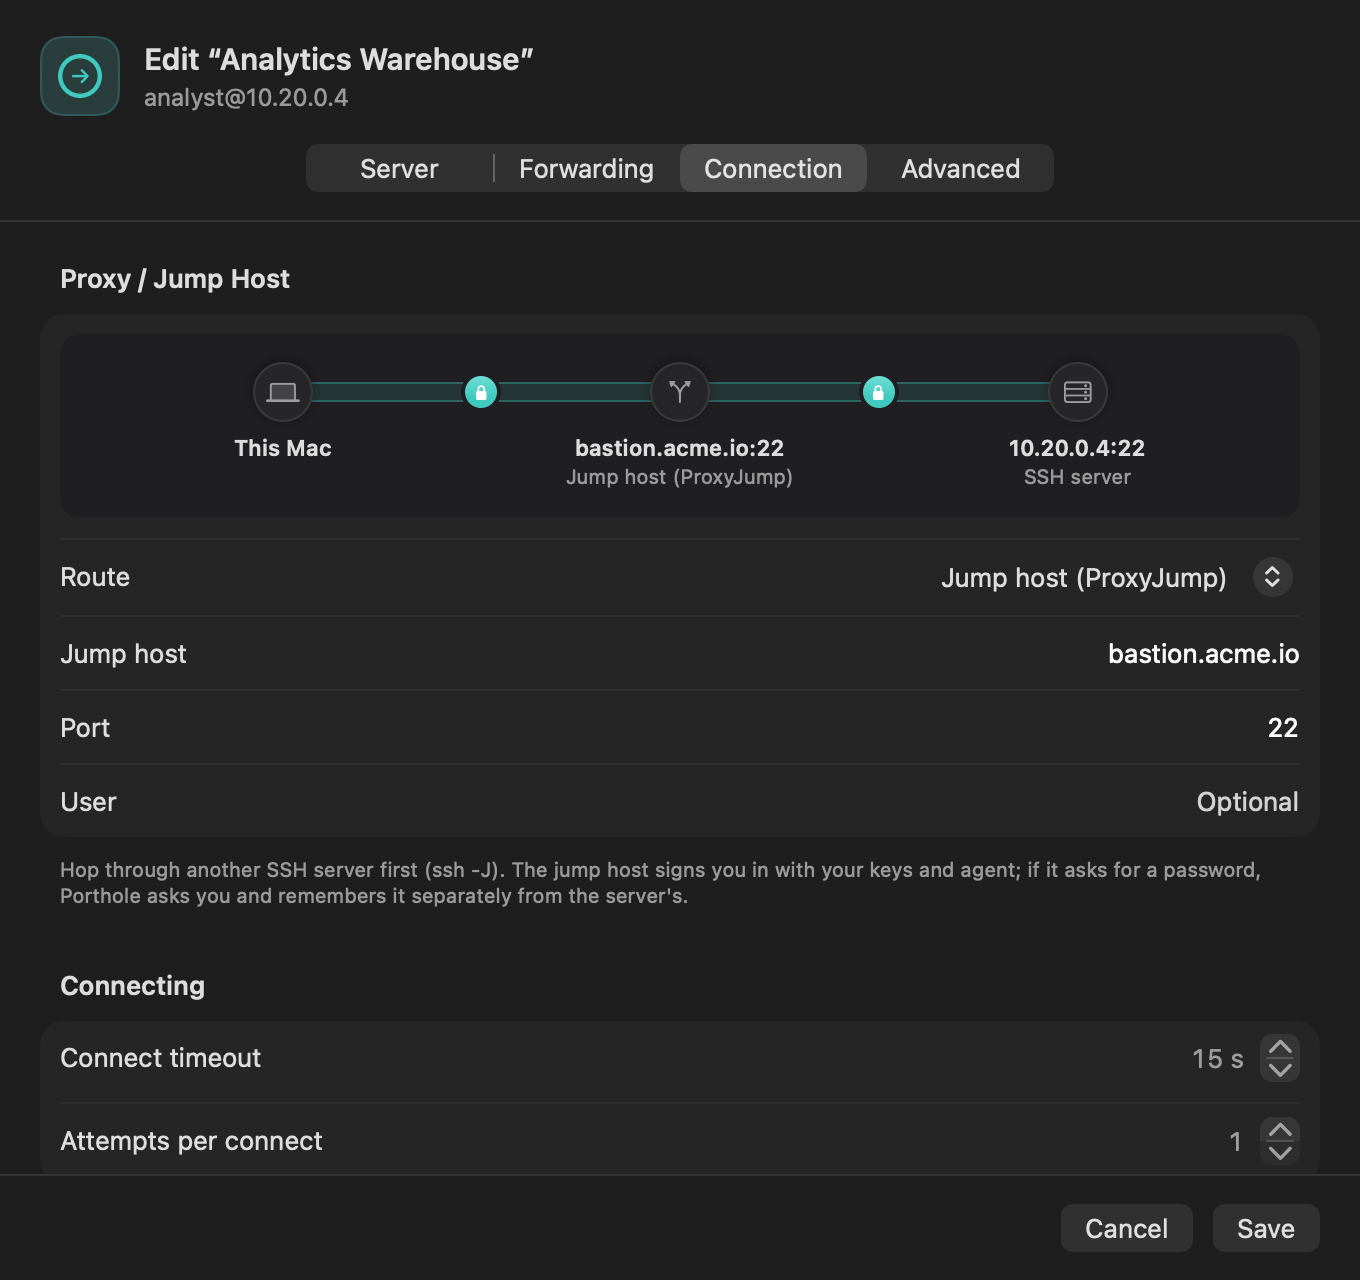 Edit “Analytics Warehouse”
analyst@10.20.0.4
Server
Forwarding
Connection
Advanced
Proxy / Jump Host
This Mac
bastion.acme.io:22
Jump host (ProxyJump)
10.20.0.4:22
SSH server
Route
Jump host (ProxyJump)
Jump host
bastion.acme.io
Port
22
User
Optional
Hop through another SSH server first (ssh -J). The jump host signs you in with your keys and agent; if it asks for a password,
Porthole asks you and remembers it separately from the server's.
Connecting
Connect timeout
15 s
Attempts per connect
1
Cancel
Save